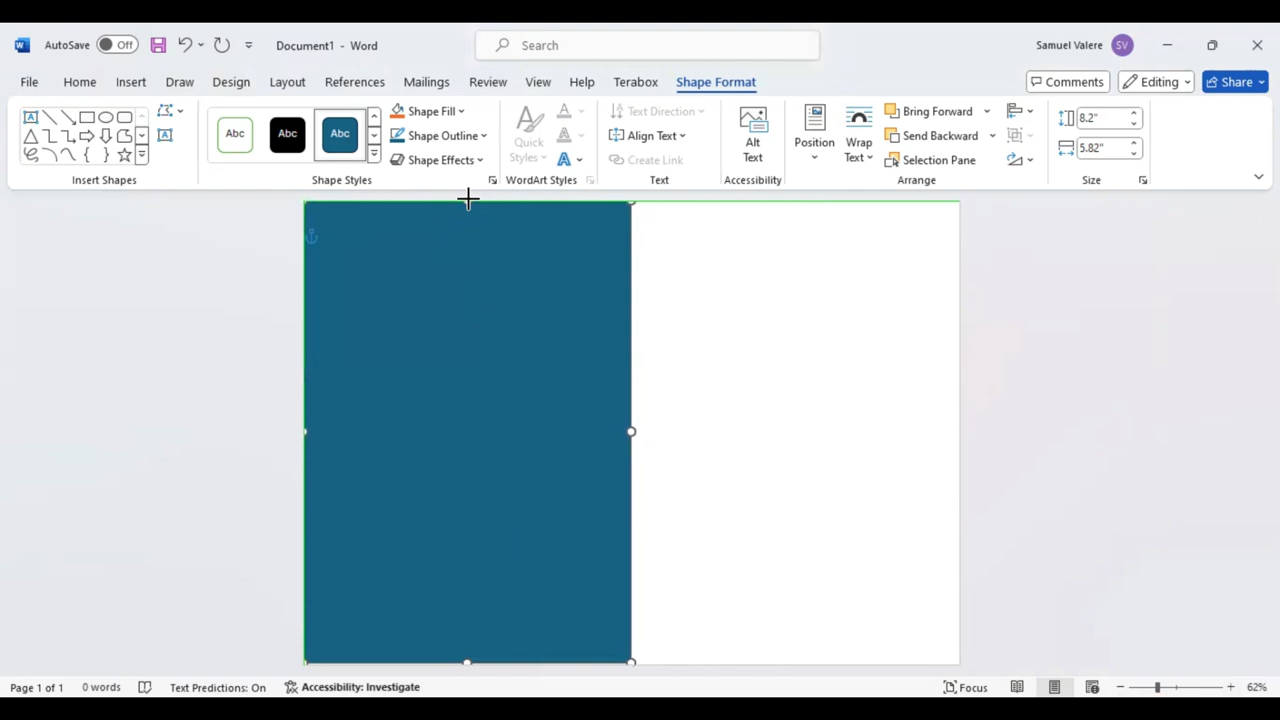 AutoSave Off Document1 - Word Search Samuel Valere SV
File Home Insert Draw Design Layout References Mailings Review View Help Terabox Shape Format Comments Editing Share
Abc Abc Abc Shape Fill Text Direction Bring Forward 8.2"
Shape Outline Quick Styles Align Text Alt Text Position Wrap Text Send Backward
Shape Effects Create Link Selection Pane 5.82"
Insert Shapes Shape Styles WordArt Styles Text Accessibility Arrange Size
Page 1 of 1 0 words Text Predictions: On Accessibility: Investigate Focus 62%